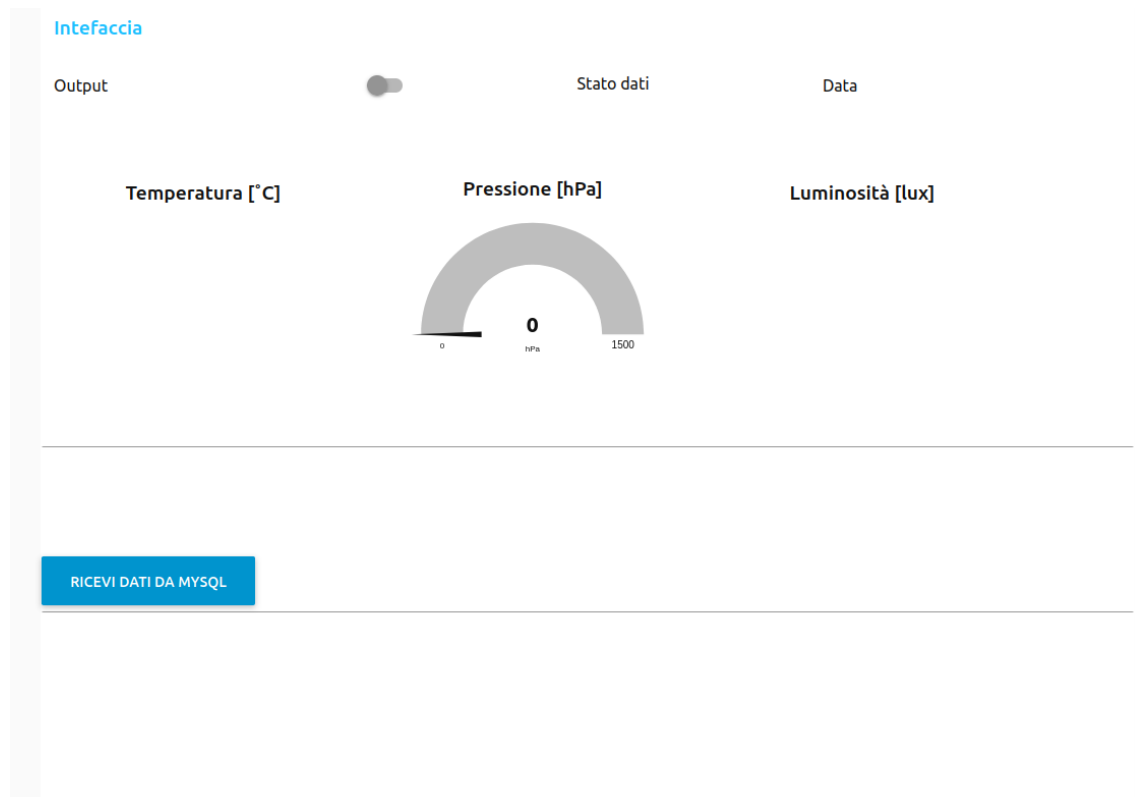 Intefaccia
Output
Stato dati
Data
Temperatura [°C]
Pressione [hPa]
Luminosità [lux]
0
0
hPa
1500
RICEVI DATI DA MYSQL